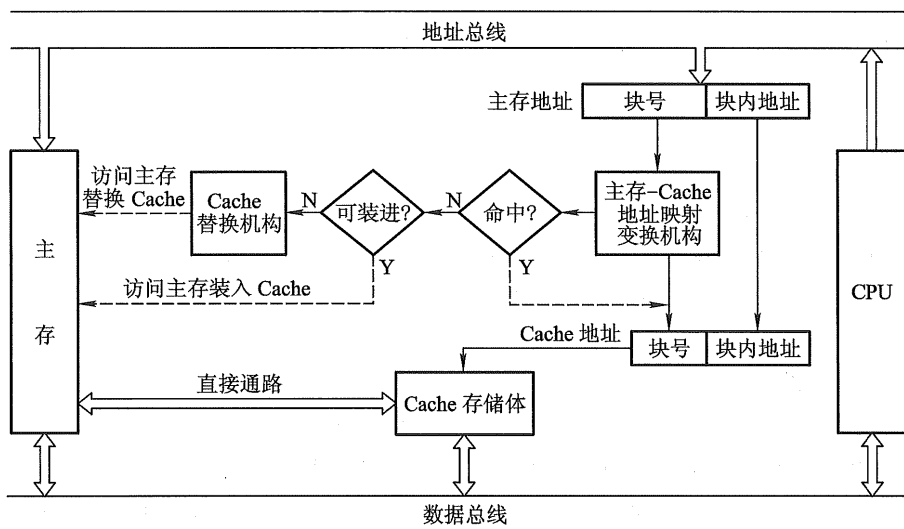 地址总线
主存地址
块号
块内地址
访问主存
替换 Cache
Cache
替换机构
N
可装进?
N
命中?
主存-Cache
地址映射
变换机构
主
存
Y
Y
访问主存装入 Cache
CPU
Cache 地址
块号
块内地址
直接通路
Cache 存储体
数据总线